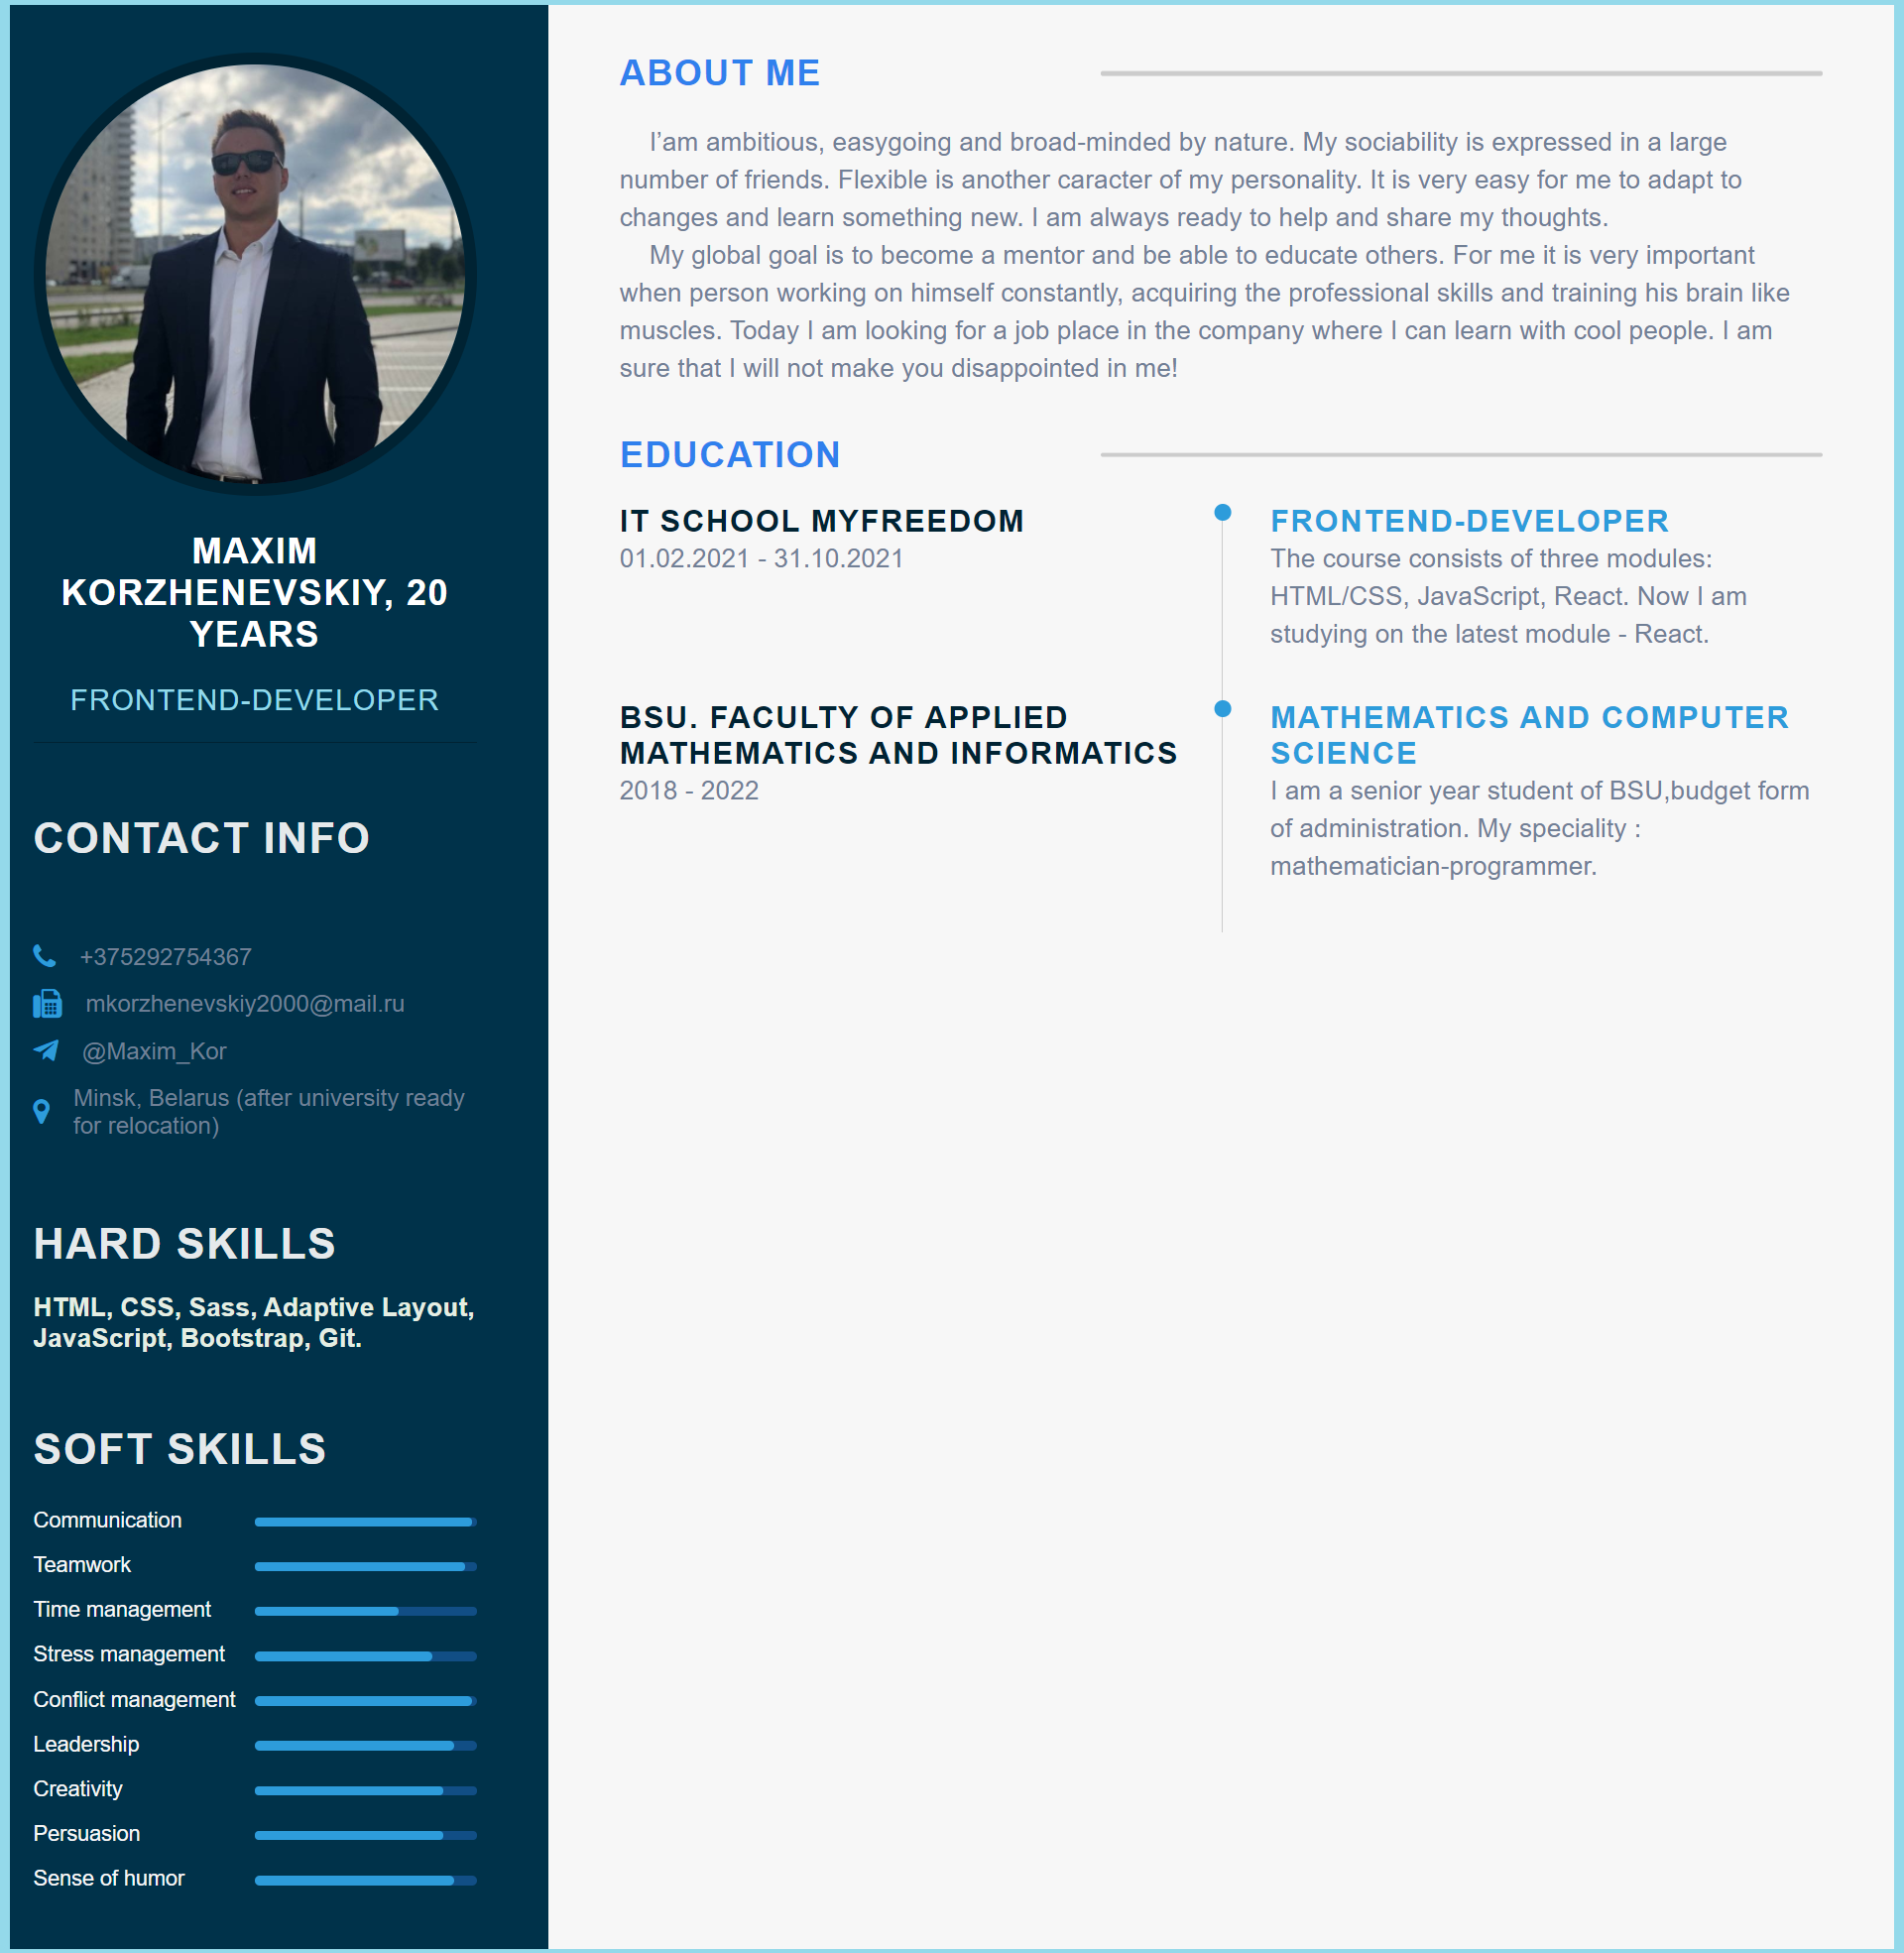 MAXIM
KORZHENEVSKIY, 20
YEARS
FRONTEND-DEVELOPER
CONTACT INFO
+375292754367
mkorzhenevskiy2000@mail.ru
@Maxim_Kor
Minsk, Belarus (after university ready
for relocation)
HARD SKILLS
HTML, CSS, Sass, Adaptive Layout,
JavaScript, Bootstrap, Git.
SOFT SKILLS
Communication
Teamwork
Time management
Stress management
Conflict management
Leadership
Creativity
Persuasion
Sense of humor
ABOUT ME
I’am ambitious, easygoing and broad-minded by nature. My sociability is expressed in a large
number of friends. Flexible is another caracter of my personality. It is very easy for me to adapt to
changes and learn something new. I am always ready to help and share my thoughts.
My global goal is to become a mentor and be able to educate others. For me it is very important
when person working on himself constantly, acquiring the professional skills and training his brain like
muscles. Today I am looking for a job place in the company where I can learn with cool people. I am
sure that I will not make you disappointed in me!
EDUCATION
IT SCHOOL MYFREEDOM
01.02.2021 - 31.10.2021
FRONTEND-DEVELOPER
The course consists of three modules:
HTML/CSS, JavaScript, React. Now I am
studying on the latest module - React.
BSU. FACULTY OF APPLIED
MATHEMATICS AND INFORMATICS
2018 - 2022
MATHEMATICS AND COMPUTER
SCIENCE
I am a senior year student of BSU,budget form
of administration. My speciality :
mathematician-programmer.